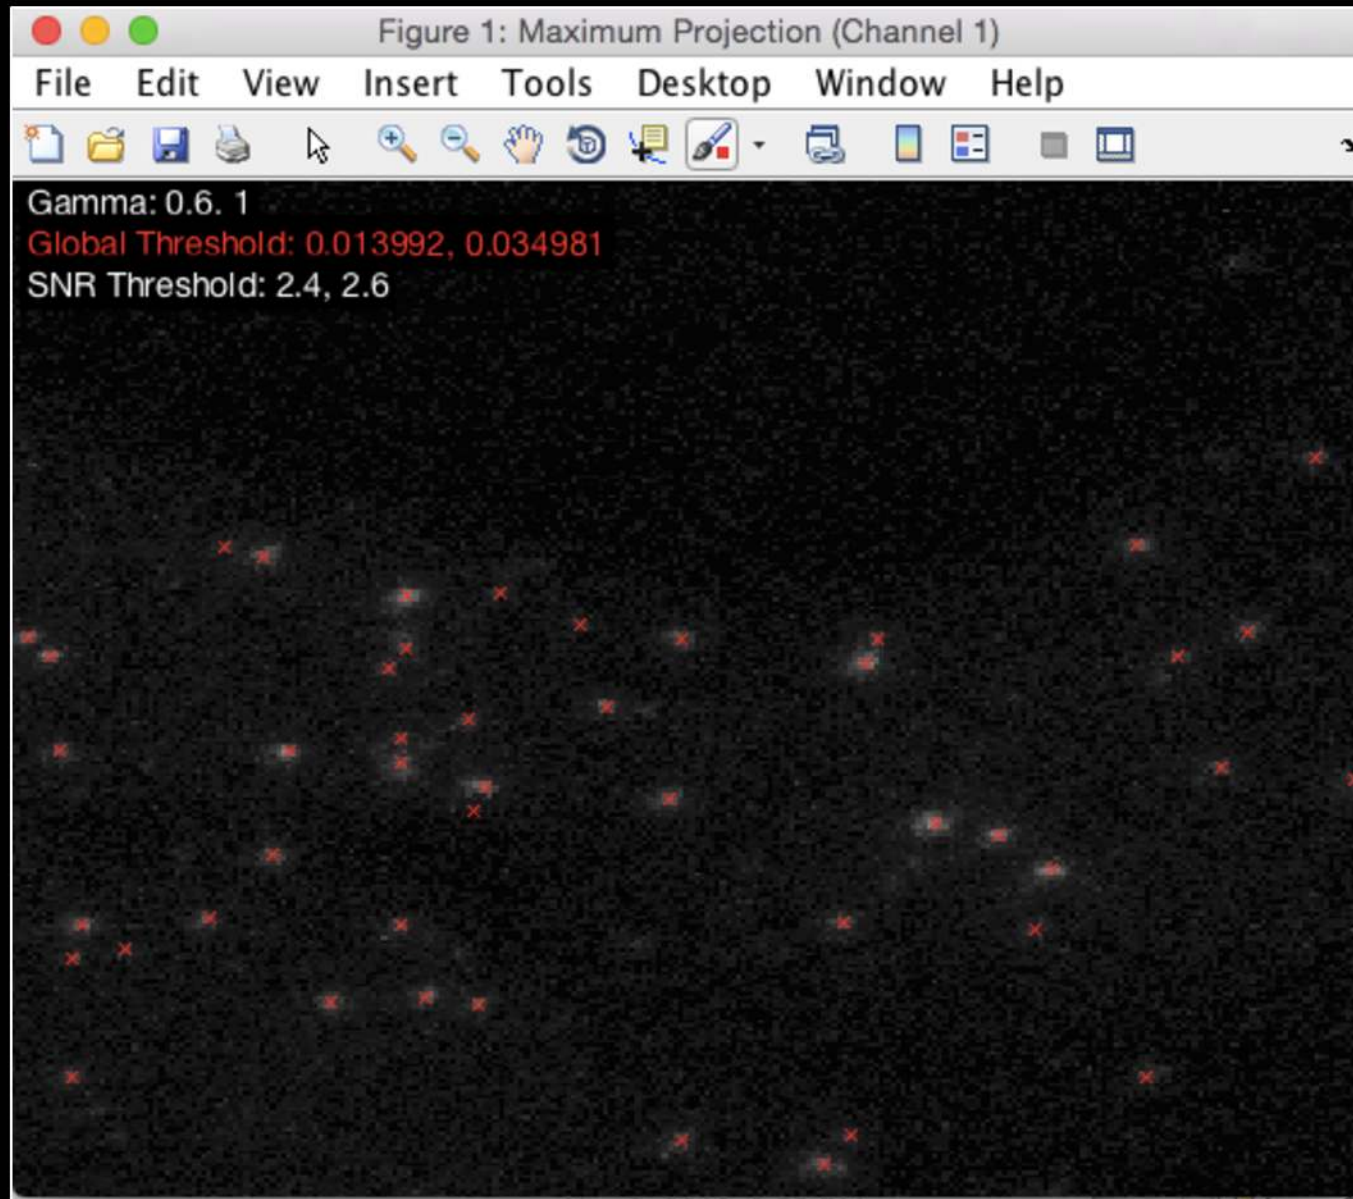 Figure 1: Maximum Projection (Channel 1)
File Edit View Insert Tools Desktop Window Help
Gamma: 0.6. 1
Global Threshold: 0.013992, 0.034981
SNR Threshold: 2.4, 2.6